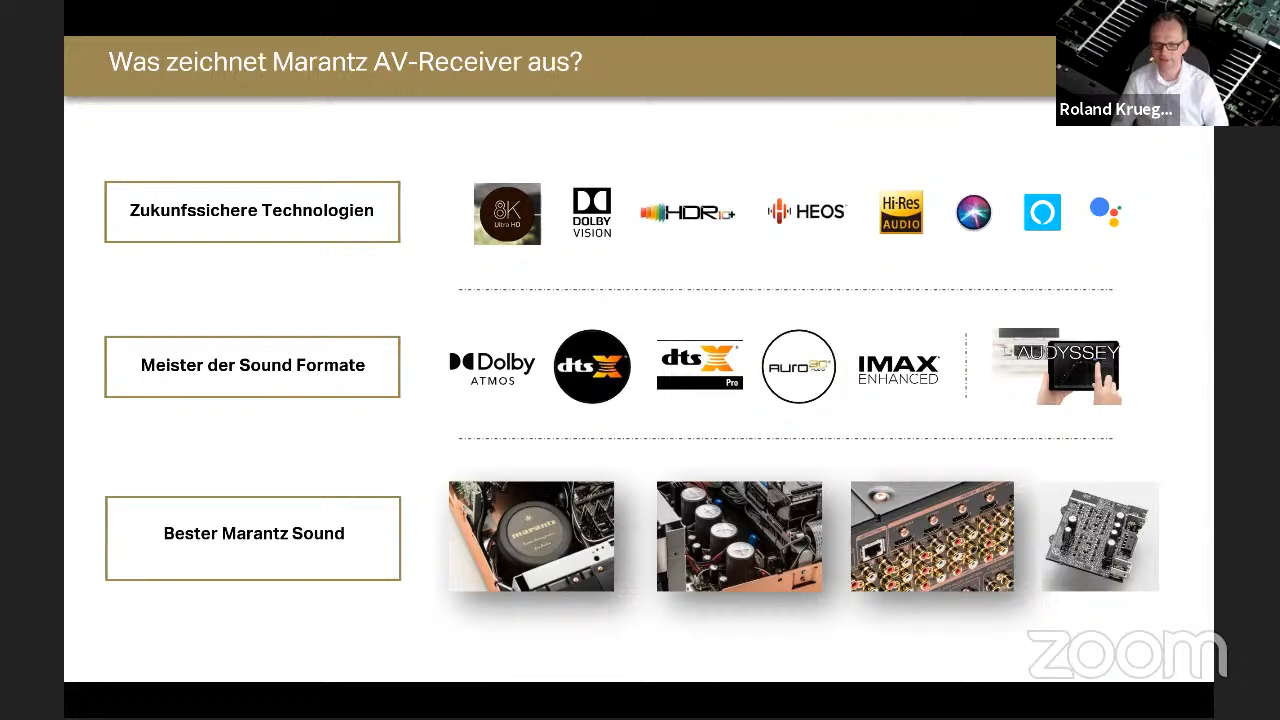 Was zeichnet Marantz AV-Receiver aus?
Roland Krueg...
Zukunfssichere Technologien
8K
Ultra HD
DOLBY
VISION
HDR10+
HEOS
Hi-Res
AUDIO
Meister der Sound Formate
Dolby
ATMOS
dts X
dts X
Pro
AURO 3D
IMAX
ENHANCED
AUDYSSEY
Bester Marantz Sound
marantz
zoom